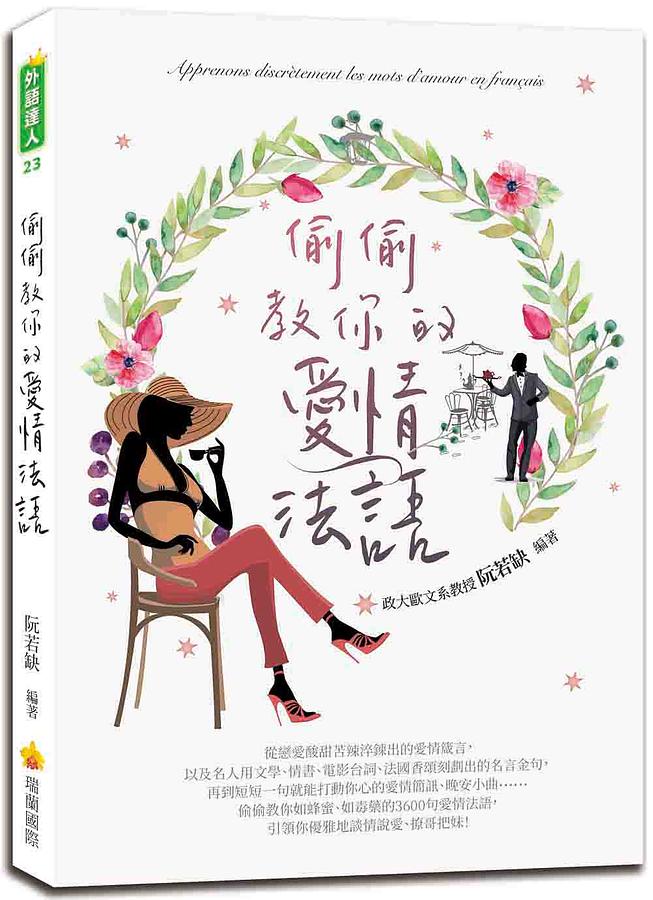 Apprenons discrètement les mots d'amour en français
偷偷
教你的
愛情
法語
政大歐文系教授 阮若缺 編著
從戀愛酸甜苦辣淬鍊出的愛情箴言，
以及名人用文學、情書、電影台詞、法國香頌刻劃出的名言金句，
再到短短一句就能打動你心的愛情簡訊、晚安小曲……
偷偷教你如蜂蜜、如毒藥的3600句愛情法語，
引領你優雅地談情說愛、撩哥把妹！
外語達人
23
偷偷教你的愛情法語
阮若缺 編著
瑞蘭國際